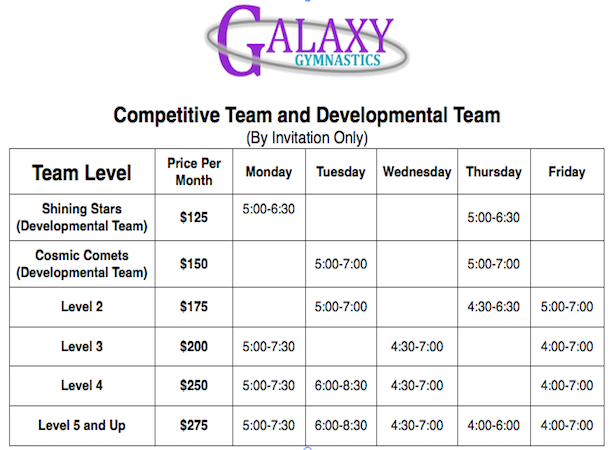 GALAXY
GYMNASTICS
Competitive Team and Developmental Team
(By Invitation Only)
Team Level Price Per Month Monday Tuesday Wednesday Thursday Friday
Shining Stars (Developmental Team) $125 5:00-6:30 5:00-6:30
Cosmic Comets (Developmental Team) $150 5:00-7:00 5:00-7:00
Level 2 $175 5:00-7:00 4:30-6:30 5:00-7:00
Level 3 $200 5:00-7:30 4:30-7:00 4:00-7:00
Level 4 $250 5:00-7:30 6:00-8:30 4:30-7:00 4:00-7:00
Level 5 and Up $275 5:00-7:30 6:00-8:30 4:30-7:00 4:00-6:00 4:00-7:00